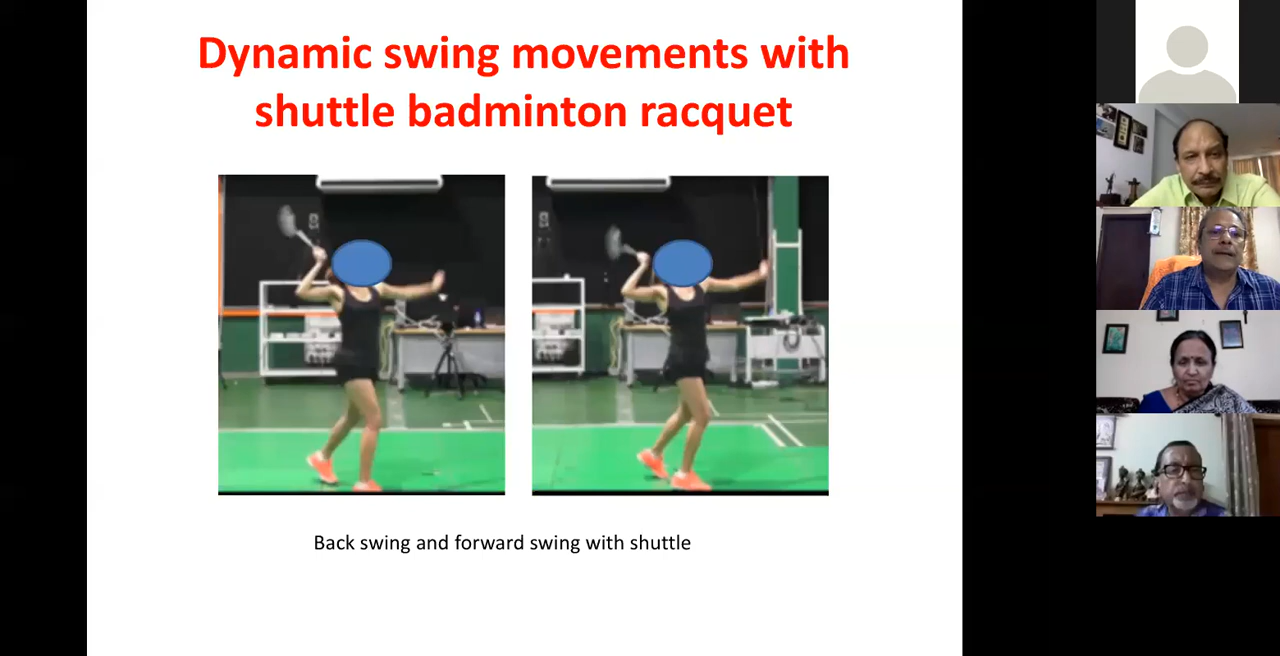 Dynamic swing movements with
shuttle badminton racquet
Back swing and forward swing with shuttle